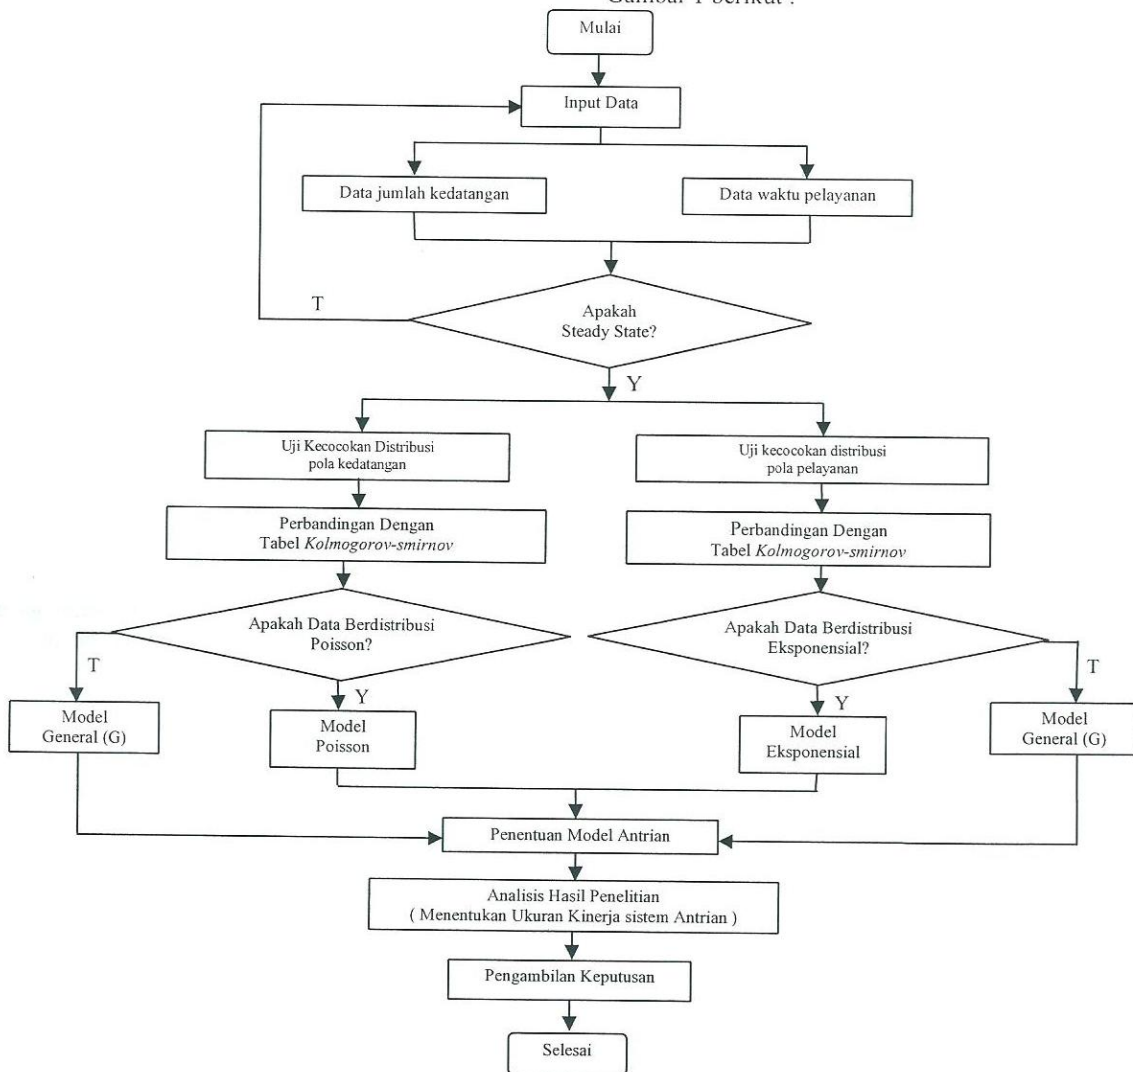 Gambar 1 berikut :
Mulai
Input Data
Data jumlah kedatangan
Data waktu pelayanan
T
Apakah
Steady State?
Y
Uji Kecocokan Distribusi
pola kedatangan
Uji kecocokan distribusi
pola pelayanan
Perbandingan Dengan
Tabel Kolmogorov-smirnov
Perbandingan Dengan
Tabel Kolmogorov-smirnov
Apakah Data Berdistribusi
Poisson?
Apakah Data Berdistribusi
Eksponensial?
T
Y
Y
T
Model
General (G)
Model
Poisson
Model
Eksponensial
Model
General (G)
Penentuan Model Antrian
Analisis Hasil Penelitian
( Menentukan Ukuran Kinerja sistem Antrian )
Pengambilan Keputusan
Selesai